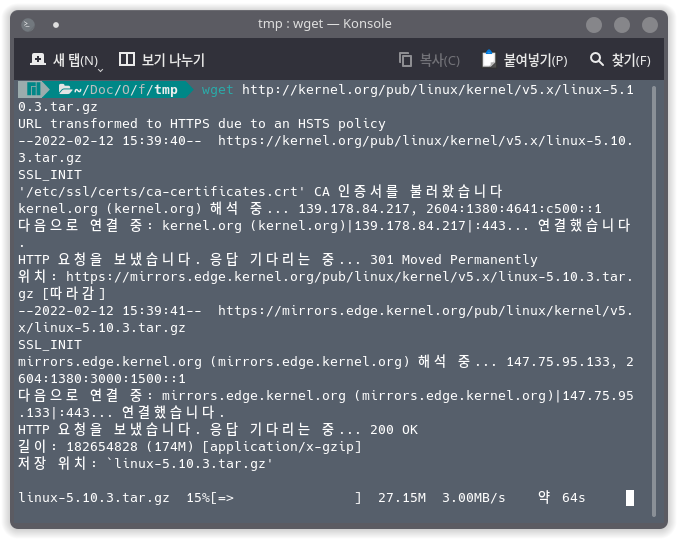 tmp : wget — Konsole
새 탭(N) 보기 나누기 복사(C) 붙여넣기(P) 찾기(F)
~/Doc/O/f/tmp wget http://kernel.org/pub/linux/kernel/v5.x/linux-5.1
0.3.tar.gz
URL transformed to HTTPS due to an HSTS policy
--2022-02-12 15:39:40--  https://kernel.org/pub/linux/kernel/v5.x/linux-5.10.
3.tar.gz
SSL_INIT
'/etc/ssl/certs/ca-certificates.crt' CA 인증서를 불러왔습니다
kernel.org (kernel.org) 해석 중... 139.178.84.217, 2604:1380:4641:c500::1
다음으로 연결 중: kernel.org (kernel.org)|139.178.84.217|:443... 연결했습니다
.
HTTP 요청을 보냈습니다. 응답 기다리는 중... 301 Moved Permanently
위치: https://mirrors.edge.kernel.org/pub/linux/kernel/v5.x/linux-5.10.3.tar.
gz [따라감]
--2022-02-12 15:39:41--  https://mirrors.edge.kernel.org/pub/linux/kernel/v5.
x/linux-5.10.3.tar.gz
SSL_INIT
mirrors.edge.kernel.org (mirrors.edge.kernel.org) 해석 중... 147.75.95.133, 2
604:1380:3000:1500::1
다음으로 연결 중: mirrors.edge.kernel.org (mirrors.edge.kernel.org)|147.75.95
.133|:443... 연결했습니다.
HTTP 요청을 보냈습니다. 응답 기다리는 중... 200 OK
길이: 182654828 (174M) [application/x-gzip]
저장 위치: `linux-5.10.3.tar.gz'
linux-5.10.3.tar.gz  15%[=>               ]  27.15M  3.00MB/s    약 64s